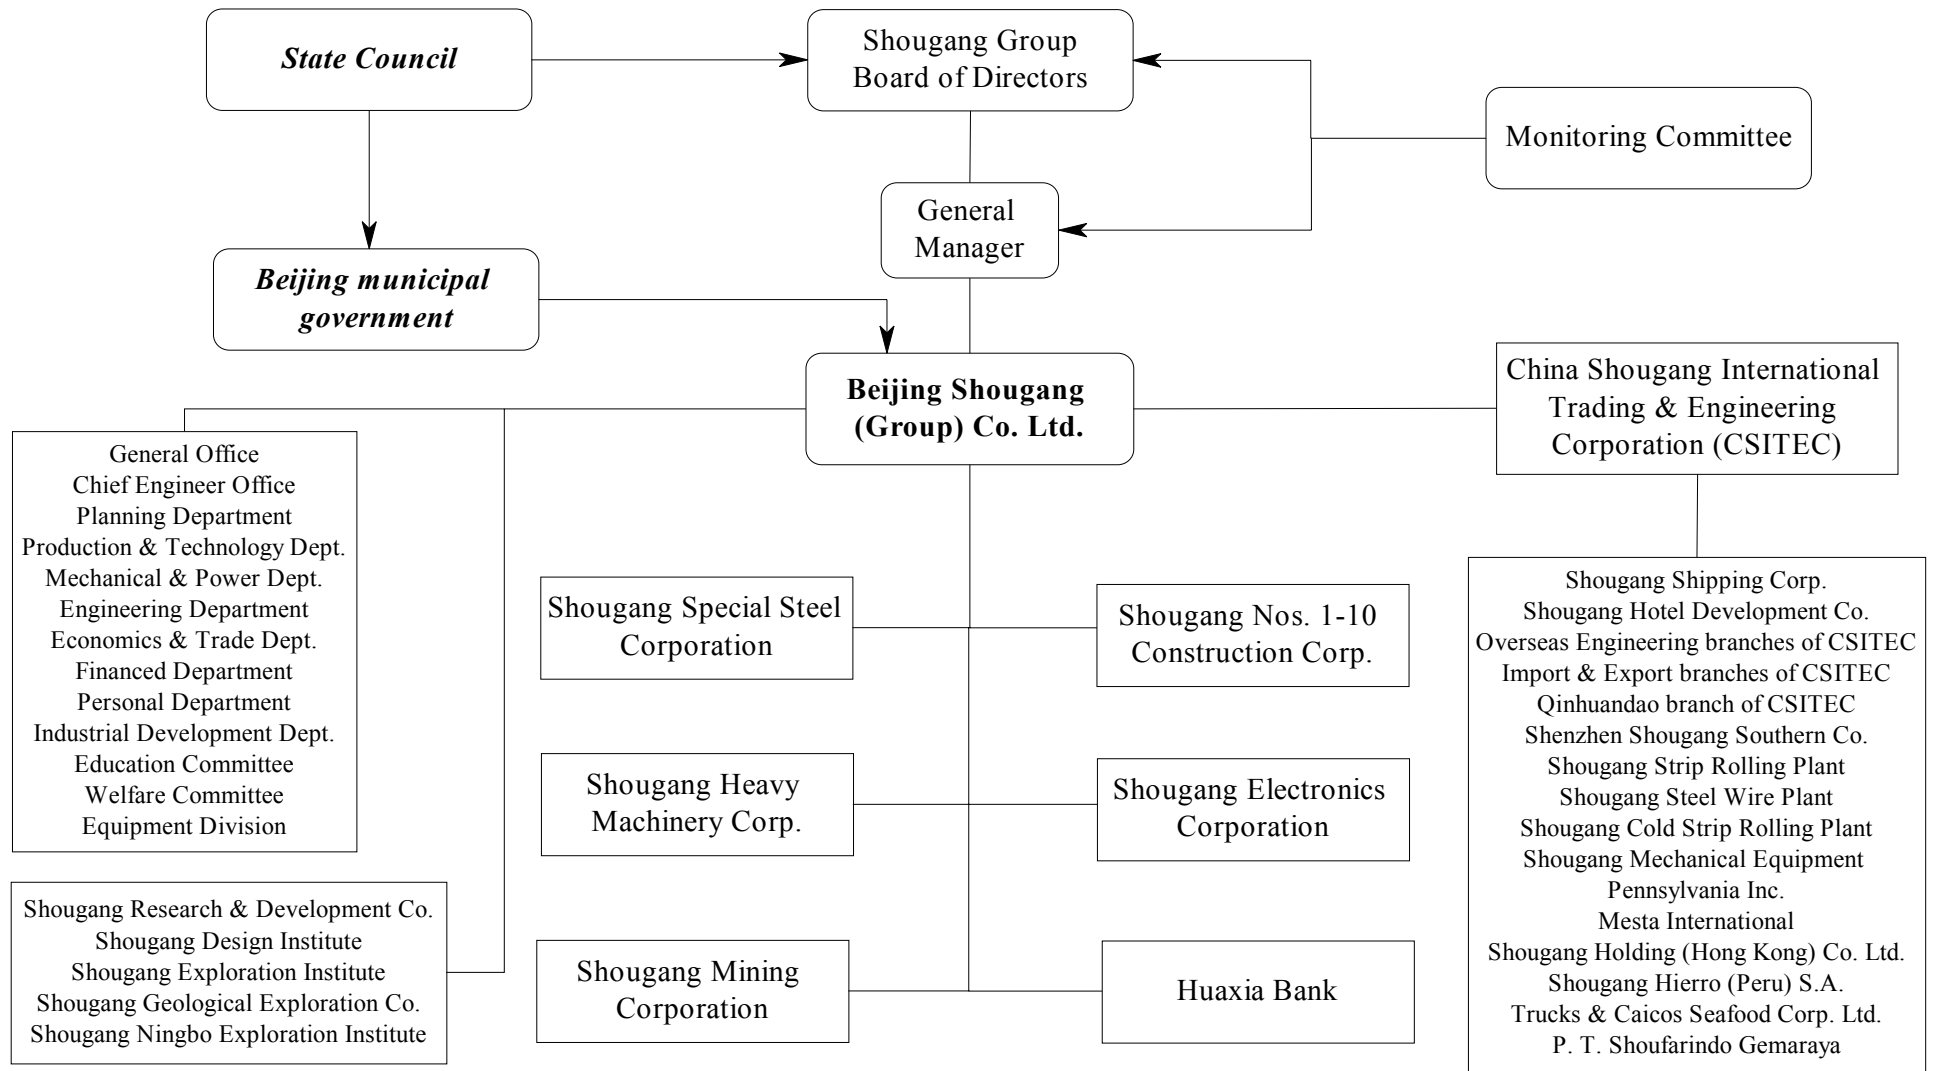 State Council
Shougang Group
Board of Directors
Monitoring Committee
General
Manager
Beijing municipal
government
Beijing Shougang
(Group) Co. Ltd.
China Shougang International
Trading & Engineering
Corporation (CSITEC)
General Office
Chief Engineer Office
Planning Department
Production & Technology Dept.
Mechanical & Power Dept.
Engineering Department
Economics & Trade Dept.
Financed Department
Personal Department
Industrial Development Dept.
Education Committee
Welfare Committee
Equipment Division
Shougang Research & Development Co.
Shougang Design Institute
Shougang Exploration Institute
Shougang Geological Exploration Co.
Shougang Ningbo Exploration Institute
Shougang Special Steel
Corporation
Shougang Nos. 1-10
Construction Corp.
Shougang Heavy
Machinery Corp.
Shougang Electronics
Corporation
Shougang Mining
Corporation
Huaxia Bank
Shougang Shipping Corp.
Shougang Hotel Development Co.
Overseas Engineering branches of CSITEC
Import & Export branches of CSITEC
Qinhuandao branch of CSITEC
Shenzhen Shougang Southern Co.
Shougang Strip Rolling Plant
Shougang Steel Wire Plant
Shougang Cold Strip Rolling Plant
Shougang Mechanical Equipment
Pennsylvania Inc.
Mesta International
Shougang Holding (Hong Kong) Co. Ltd.
Shougang Hierro (Peru) S.A.
Trucks & Caicos Seafood Corp. Ltd.
P. T. Shoufarindo Gemaraya